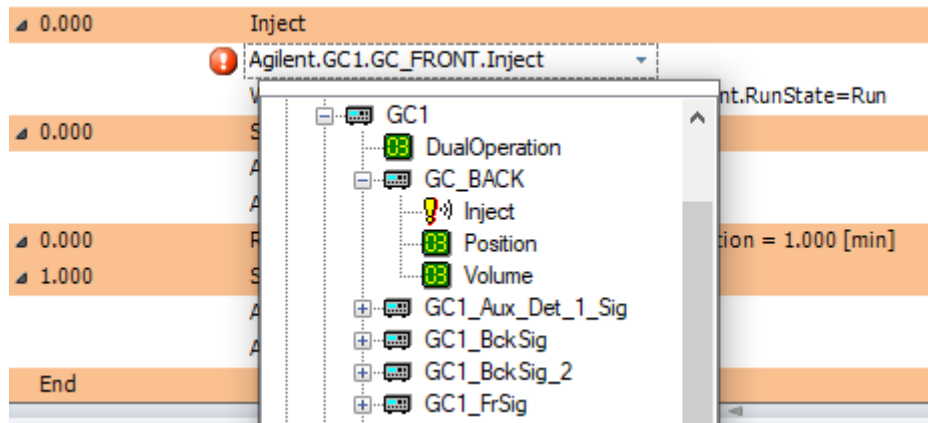 0.000 Inject
Agilent.GC1.GC_FRONT.Inject
nt.RunState=Run
GC1
0.000
DualOperation
GC_BACK
Inject
0.000 Position tion = 1.000 [min]
1.000 Volume
GC1_Aux_Det_1_Sig
GC1_BckSig
GC1_BckSig_2
End GC1_FrSig